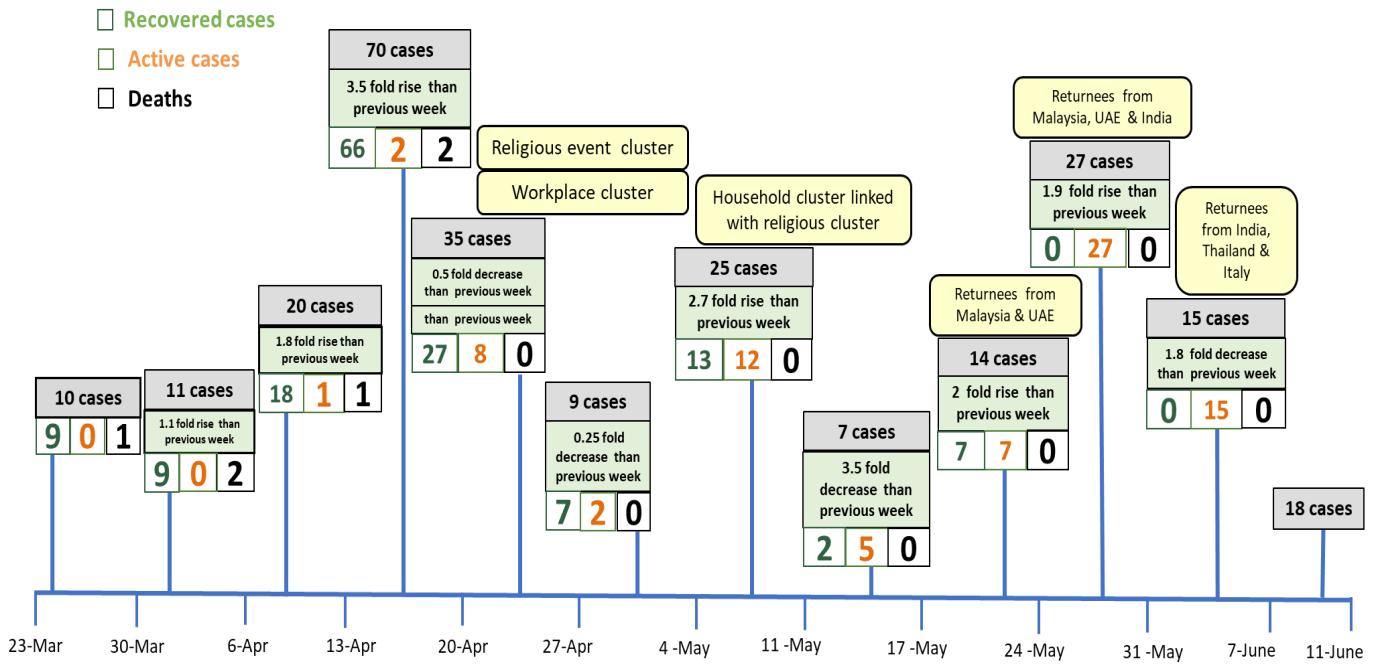 Recovered cases
Active cases
Deaths
10 cases
9 0 1
11 cases
1.1 fold rise than
previous week
9 0 2
20 cases
1.8 fold rise than
previous week
18 1 1
70 cases
3.5 fold rise than
previous week
66 2 2
Religious event cluster
Workplace cluster
35 cases
0.5 fold decrease
than previous week
than previous week
27 8 0
9 cases
0.25 fold
decrease than
previous week
7 2 0
Household cluster linked
with religious cluster
25 cases
2.7 fold rise than
previous week
13 12 0
7 cases
3.5 fold
decrease than
previous week
2 5 0
Returnees from
Malaysia & UAE
14 cases
2 fold rise than
previous week
7 7 0
Returnees from
Malaysia, UAE & India
27 cases
1.9 fold rise than
previous week
0 27 0
Returnees
from India,
Thailand &
Italy
15 cases
1.8 fold decrease
than previous week
0 15 0
18 cases
23-Mar 30-Mar 6-Apr 13-Apr 20-Apr 27-Apr 4 -May 11 -May 17 -May 24 -May 31 -May 7-June 11-June